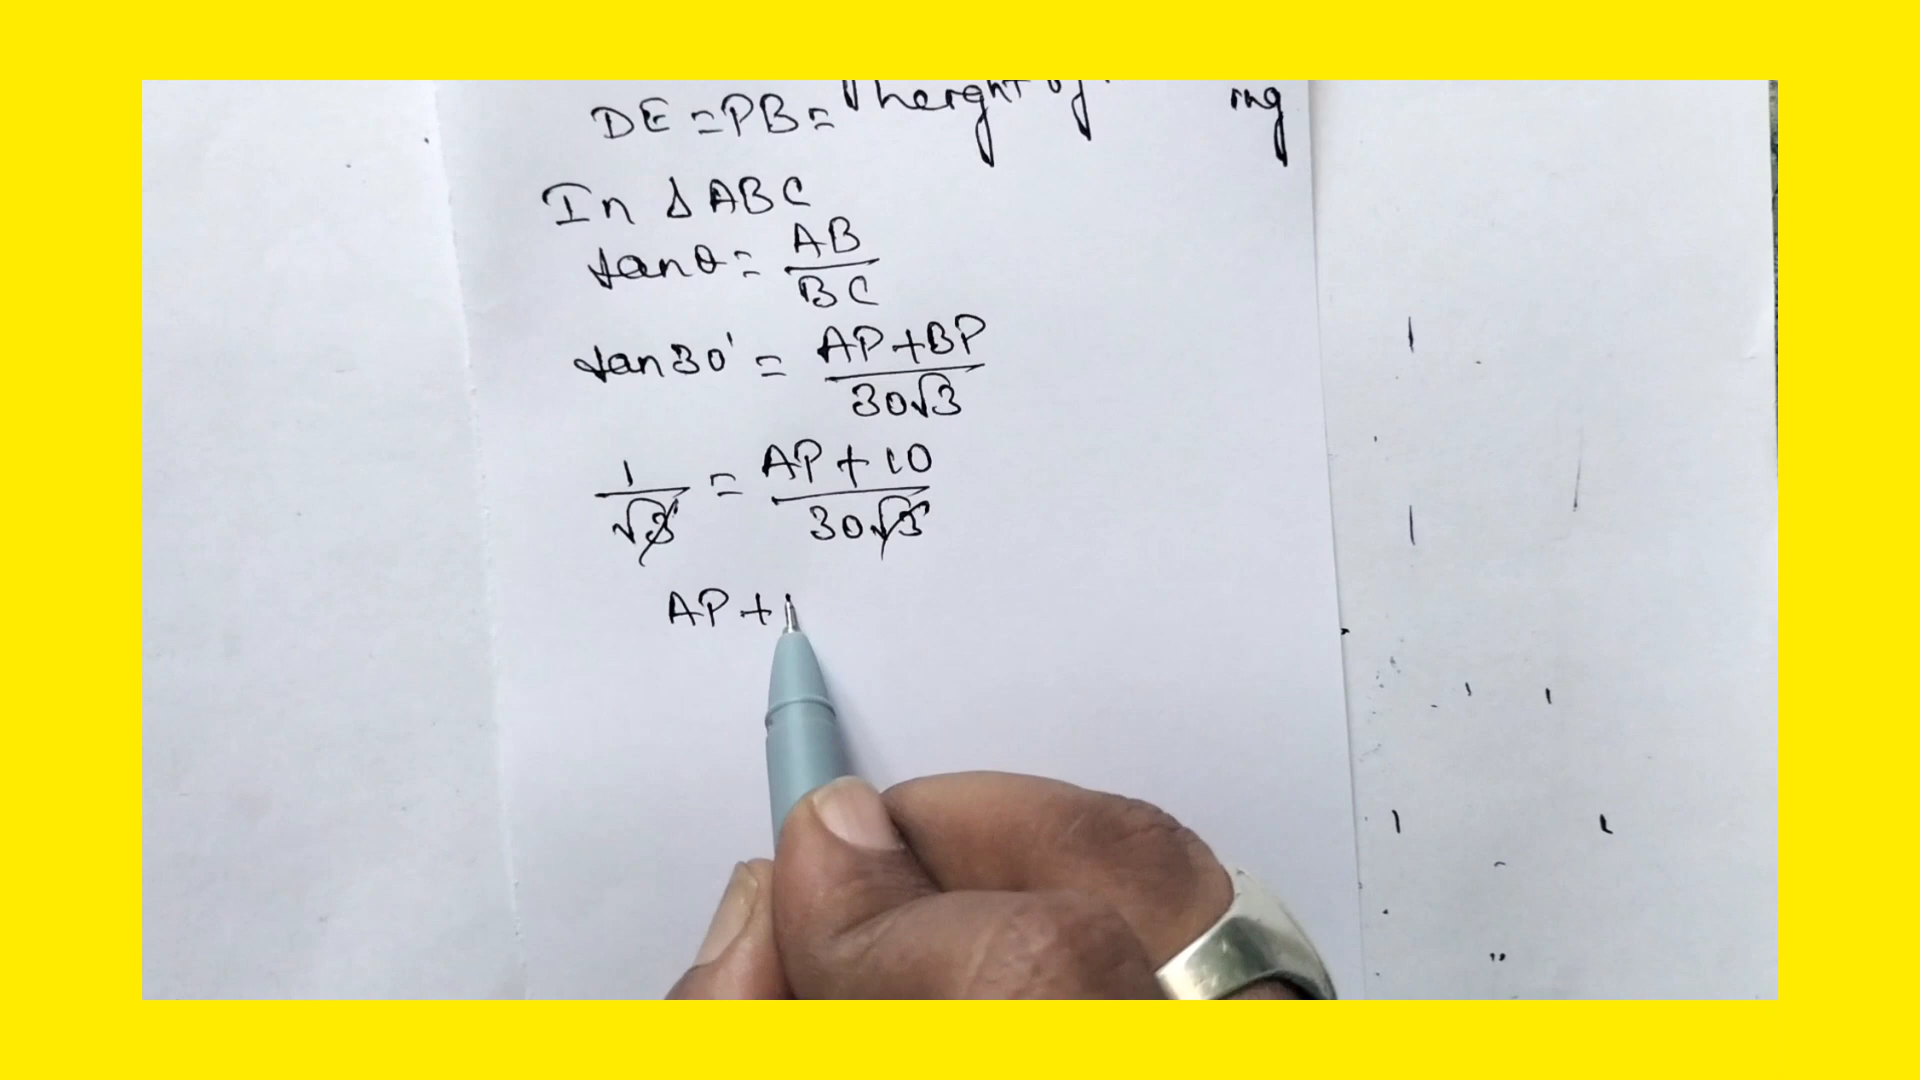 DE = PB = height of ing
In Δ ABC
tanθ = AB/BC
tan30° = AP+BP/30√3
1/√3 = AP+10/30√3
AP +